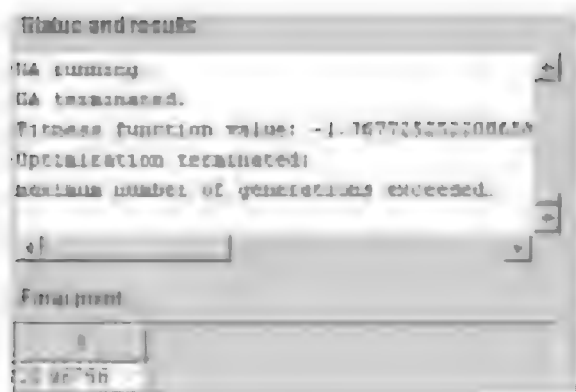 Status and results
GA running
GA terminated.
Fitness function value:
Optimization terminated:
maximum number of generations exceeded.
Final point